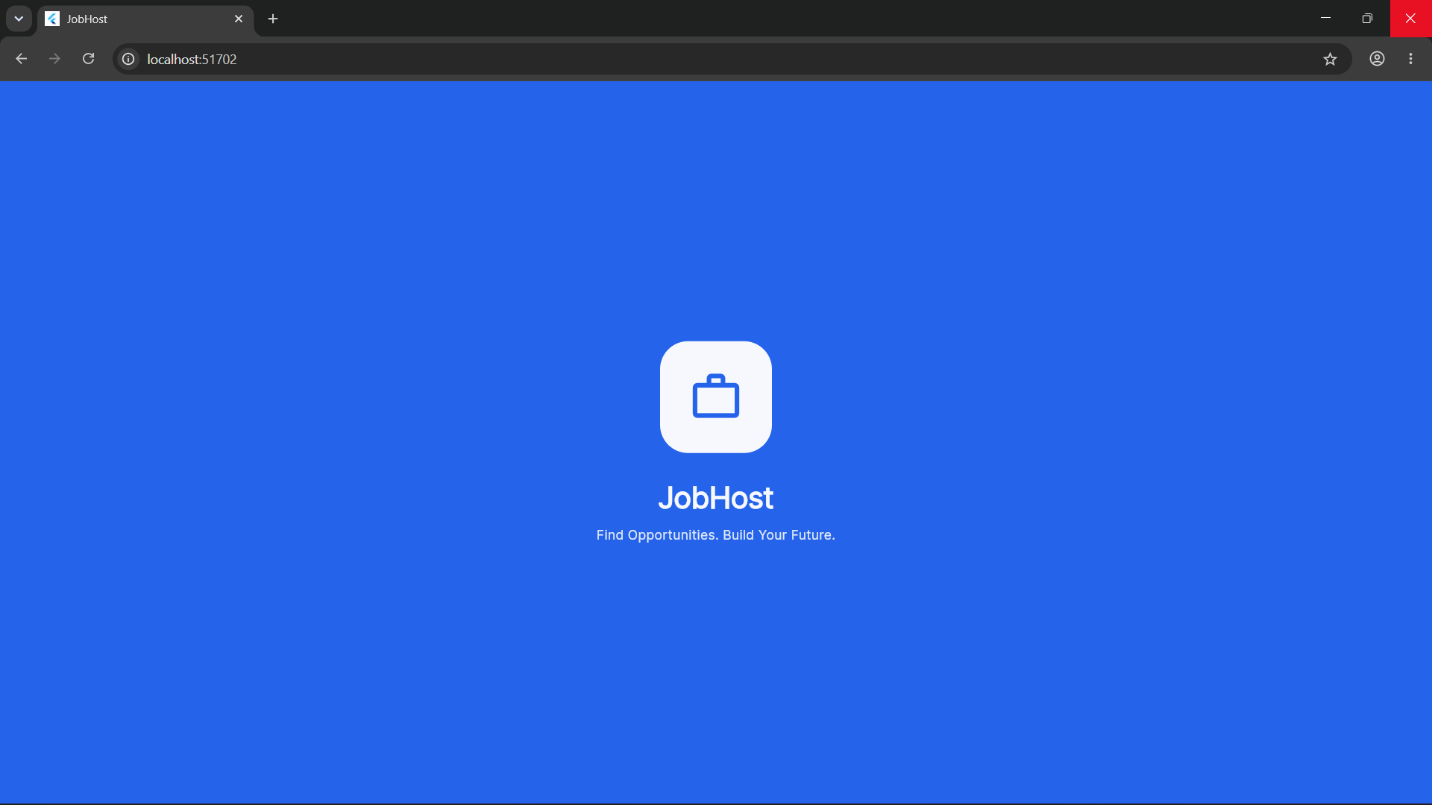 JobHost
localhost:51702
JobHost
Find Opportunities. Build Your Future.